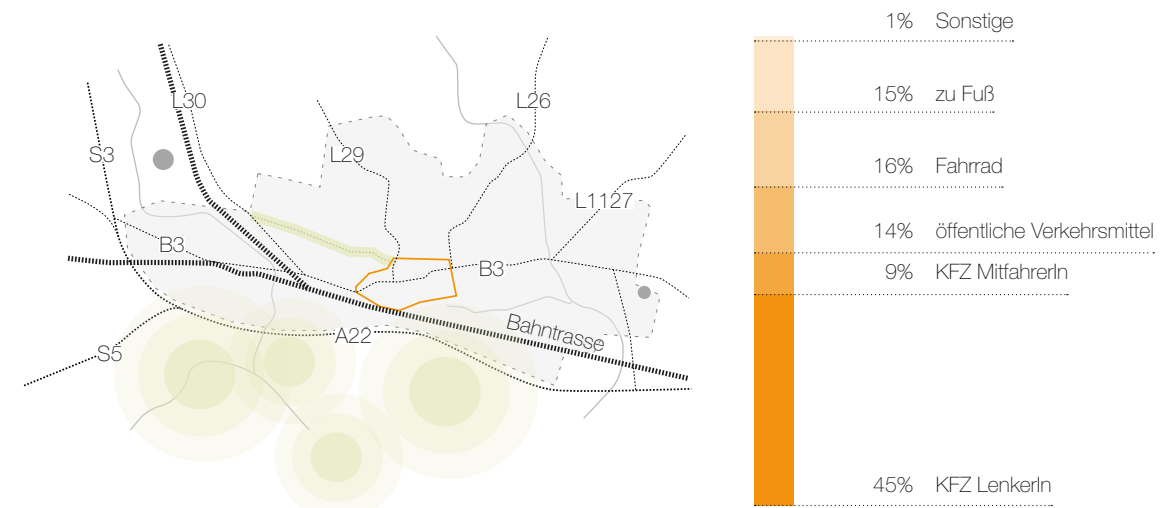 L30
L26
S3
L29
L1127
B3
B3
Bahntrasse
A22
S5
1% Sonstige
15% zu Fuß
16% Fahrrad
14% öffentliche Verkehrsmittel
9% KFZ MitfahrerIn
45% KFZ LenkerIn